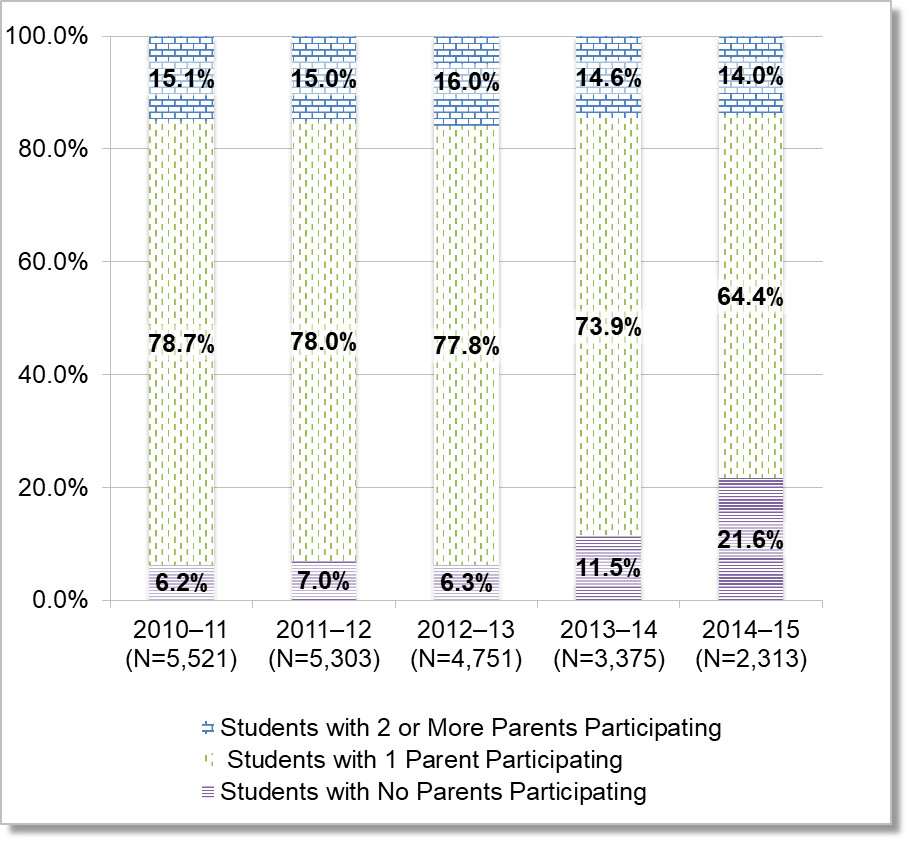 100.0%
15.1% 15.0% 16.0% 14.6% 14.0%
80.0%
60.0%
78.7% 78.0% 77.8% 73.9% 64.4%
40.0%
20.0%
6.2% 7.0% 6.3% 11.5% 21.6%
0.0%
2010–11 2011–12 2012–13 2013–14 2014–15
(N=5,521) (N=5,303) (N=4,751) (N=3,375) (N=2,313)
Students with 2 or More Parents Participating
Students with 1 Parent Participating
Students with No Parents Participating